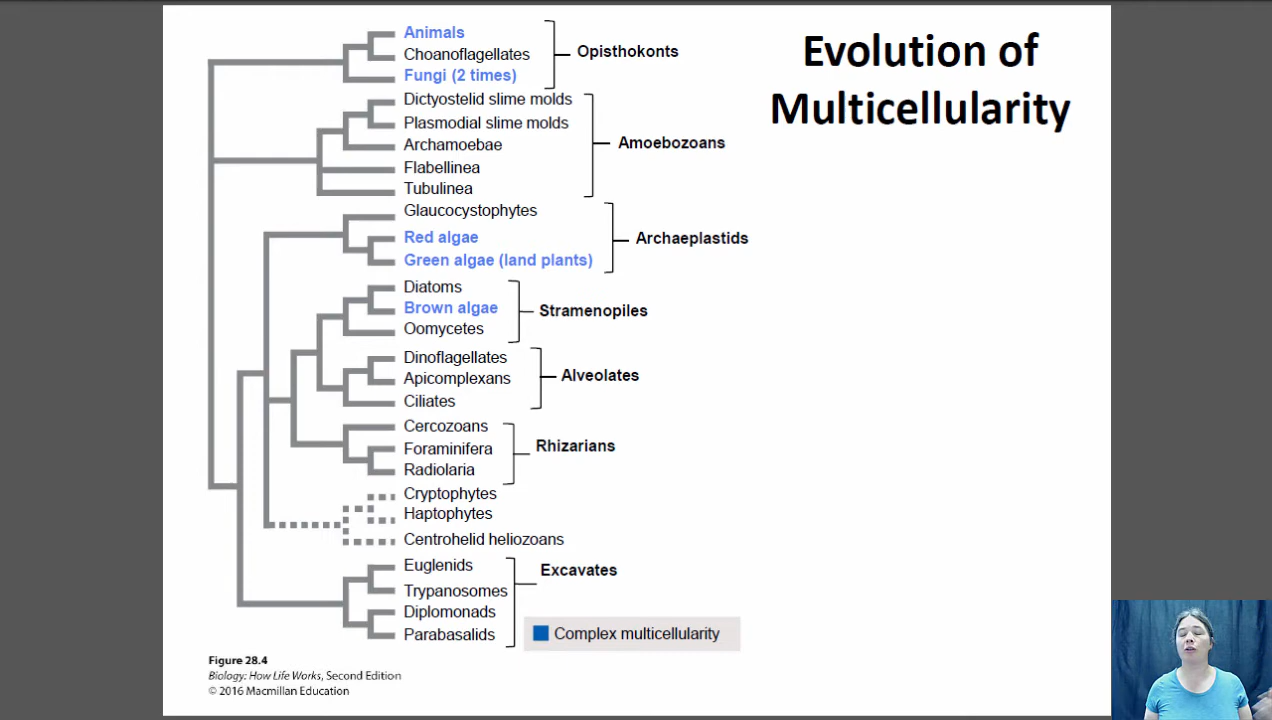 Evolution of
Multicellularity
Animals
Choanoflagellates
Fungi (2 times)
Opisthokonts
Dictyostelid slime molds
Plasmodial slime molds
Archamoebae
Flabellinea
Tubulinea
Amoebozoans
Glaucocystophytes
Red algae
Green algae (land plants)
Archaeplastids
Diatoms
Brown algae
Oomycetes
Stramenopiles
Dinoflagellates
Apicomplexans
Ciliates
Alveolates
Cercozoans
Foraminifera
Radiolaria
Rhizarians
Cryptophytes
Haptophytes
Centrohelid heliozoans
Euglenids
Trypanosomes
Diplomonads
Parabasalids
Excavates
Complex multicellularity
Figure 28.4
Biology: How Life Works, Second Edition
© 2016 Macmillan Education